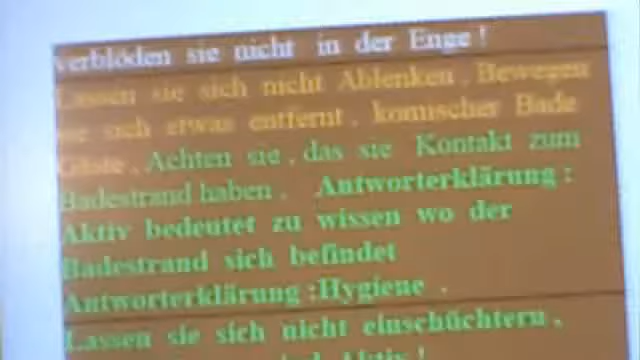 verblöden sie nicht in der Enge !
Lassen sie sich nicht Ablenken . Bewegen
sie sich etwas entfernt . komischer Bade
Gäste . Achten sie . das sie Kontakt zum
Badestrand haben . Antworterklärung :
Aktiv bedeutet zu wissen wo der
Badestrand sich befindet
Antworterklärung :Hygiene .
Lassen sie sich nicht einschüchtern .
Aktiv !